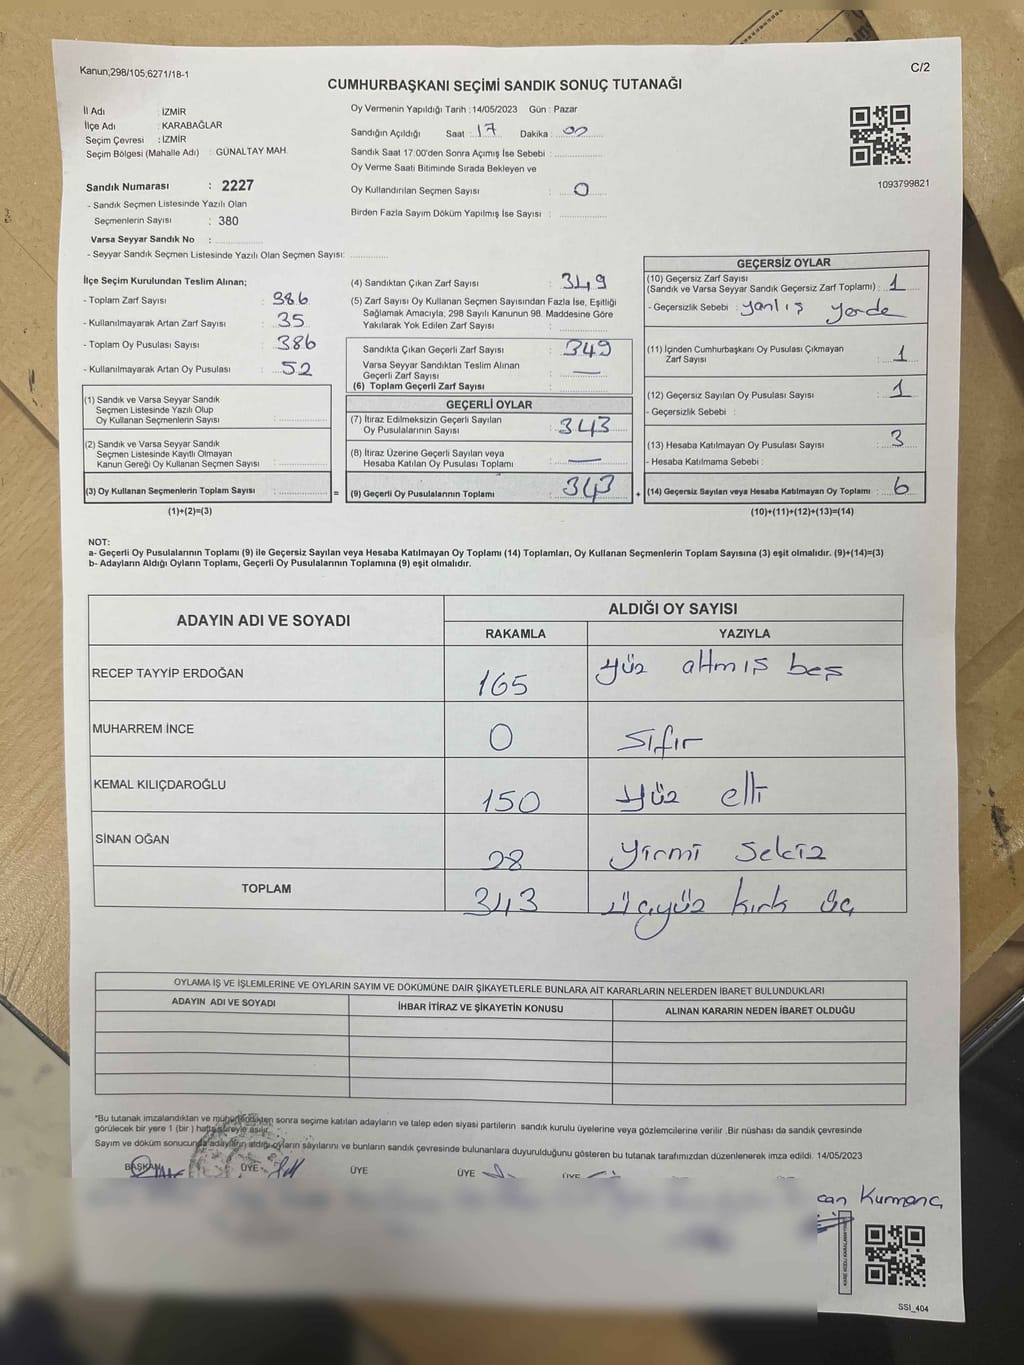 Kanun;298/105;6271/18-1
C/2
CUMHURBAŞKANI SEÇİMİ SANDIK SONUÇ TUTANAĞI
İl Adı : İZMİR
İlçe Adı : KARABAĞLAR
Seçim Çevresi : İZMİR
Seçim Bölgesi (Mahalle Adı) : GÜNALTAY MAH.
Sandık Numarası : 2227
- Sandık Seçmen Listesinde Yazılı Olan
Seçmenlerin Sayısı : 380
Varsa Seyyar Sandık No :
- Seyyar Sandık Seçmen Listesinde Yazılı Olan Seçmen Sayısı:
Oy Vermenin Yapıldığı Tarih : 14/05/2023 Gün : Pazar
Sandığın Açıldığı Saat : 17 Dakika : 00
Sandık Saat 17:00'den Sonra Açımış İse Sebebi :
Oy Verme Saati Bitiminde Sırada Bekleyen ve
Oy Kullandırılan Seçmen Sayısı : 0
Birden Fazla Sayım Döküm Yapılmış İse Sayısı :
1093799821
İlçe Seçim Kurulundan Teslim Alınan;
- Toplam Zarf Sayısı : 386
- Kullanılmayarak Artan Zarf Sayısı : 35
- Toplam Oy Pusulası Sayısı : 386
- Kullanılmayarak Artan Oy Pusulası : 52
(1) Sandık ve Varsa Seyyar Sandık
Seçmen Listesinde Yazılı Olup
Oy Kullanan Seçmenlerin Sayısı :
(2) Sandık ve Varsa Seyyar Sandık
Seçmen Listesinde Kayıtlı Olmayan
Kanun Gereği Oy Kullanan Seçmen Sayısı :
(3) Oy Kullanan Seçmenlerin Toplam Sayısı :
(1)+(2)=(3)
(4) Sandıktan Çıkan Zarf Sayısı : 349
(5) Zarf Sayısı Oy Kullanan Seçmen Sayısından Fazla İse, Eşitliği
Sağlamak Amacıyla; 298 Sayılı Kanunun 98. Maddesine Göre
Yakılarak Yok Edilen Zarf Sayısı :
Sandıkta Çıkan Geçerli Zarf Sayısı : 349
Varsa Seyyar Sandıktan Teslim Alınan
Geçerli Zarf Sayısı : —
(6) Toplam Geçerli Zarf Sayısı :
GEÇERLİ OYLAR
(7) İtiraz Edilmeksizin Geçerli Sayılan
Oy Pusulalarının Sayısı : 343
(8) İtiraz Üzerine Geçerli Sayılan veya
Hesaba Katılan Oy Pusulası Toplamı : —
= (9) Geçerli Oy Pusulalarının Toplamı : 343 +
GEÇERSİZ OYLAR
(10) Geçersiz Zarf Sayısı
(Sandık ve Varsa Seyyar Sandık Geçersiz Zarf Toplamı) : 1
- Geçersizlik Sebebi : yanlış yerde
(11) İçinden Cumhurbaşkanı Oy Pusulası Çıkmayan
Zarf Sayısı : 1
(12) Geçersiz Sayılan Oy Pusulası Sayısı : 1
- Geçersizlik Sebebi :
(13) Hesaba Katılmayan Oy Pusulası Sayısı : 3
- Hesaba Katılmama Sebebi :
(14) Geçersiz Sayılan veya Hesaba Katılmayan Oy Toplamı : 6
(10)+(11)+(12)+(13)=(14)
NOT:
a- Geçerli Oy Pusulalarının Toplamı (9) ile Geçersiz Sayılan veya Hesaba Katılmayan Oy Toplamı (14) Toplamları, Oy Kullanan Seçmenlerin Toplam Sayısına (3) eşit olmalıdır. (9)+(14)=(3)
b- Adayların Aldığı Oyların Toplamı, Geçerli Oy Pusulalarının Toplamına (9) eşit olmalıdır.
ADAYIN ADI VE SOYADI
ALDIĞI OY SAYISI
RAKAMLA YAZIYLA
RECEP TAYYİP ERDOĞAN 165 yüz altmış beş
MUHARREM İNCE 0 sıfır
KEMAL KILIÇDAROĞLU 150 yüz elli
SİNAN OĞAN 28 yirmi sekiz
TOPLAM 343 üçyüz kırk üç
OYLAMA İŞ VE İŞLEMLERİNE VE OYLARIN SAYIM VE DÖKÜMÜNE DAİR ŞİKAYETLERLE BUNLARA AİT KARARLARIN NELERDEN İBARET BULUNDUKLARI
ADAYIN ADI VE SOYADI İHBAR İTİRAZ VE ŞİKAYETİN KONUSU ALINAN KARARIN NEDEN İBARET OLDUĞU
*Bu tutanak imzalandıktan ve mühürlendikten sonra seçime katılan adayların ve talep eden siyasi partilerin sandık kurulu üyelerine veya gözlemcilerine verilir .Bir nüshası da sandık çevresinde
görülecek bir yere 1 (bir ) hafta süreyle asılır.
Sayım ve döküm sonucunda adayların aldığı oyların sayılarını ve bunların sandık çevresinde bulunanlara duyurulduğunu gösteren bu tutanak tarafımızdan düzenlenerek imza edildi. 14/05/2023
BAŞKAN ÜYE ÜYE ÜYE ÜYE
can Kurmanç
SSI_404